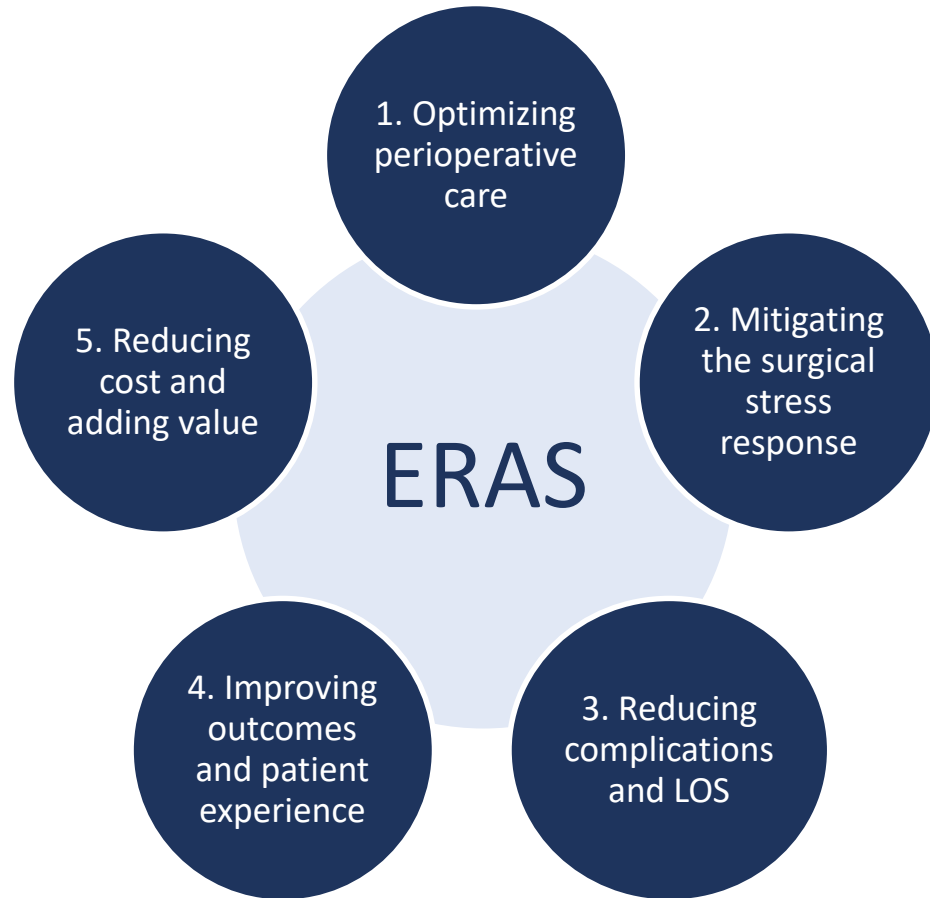 1. Optimizing
perioperative
care
2. Mitigating
the surgical
stress
response
3. Reducing
complications
and LOS
4. Improving
outcomes
and patient
experience
5. Reducing
cost and
adding value
ERAS